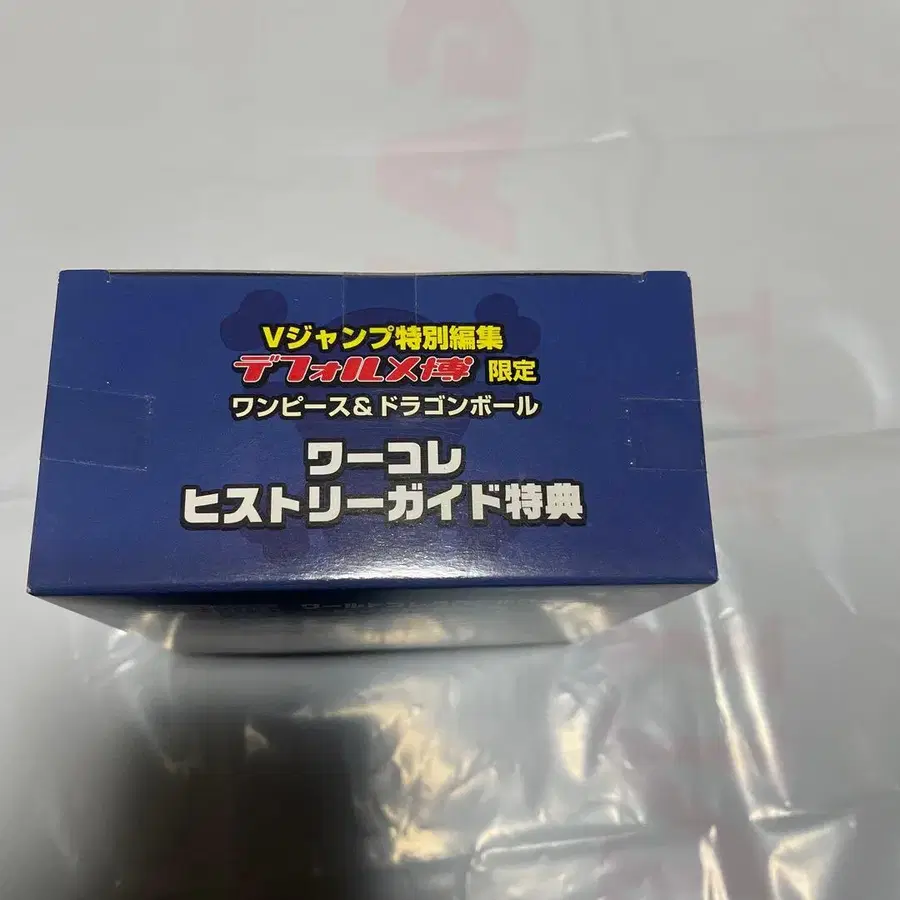 Vジャンプ特別編集
デフォルメ博 限定
ワンピース&ドラゴンボール
ワーコレ
ヒストリーガイド特典